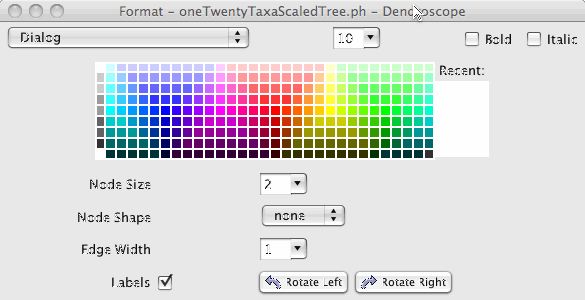 Format - oneTwentyTaxaScaledTree.ph - Dendroscope
Dialog 10 Bold Italic
Recent:
Node Size 2
Node Shape none
Edge Width 1
Labels Rotate Left Rotate Right